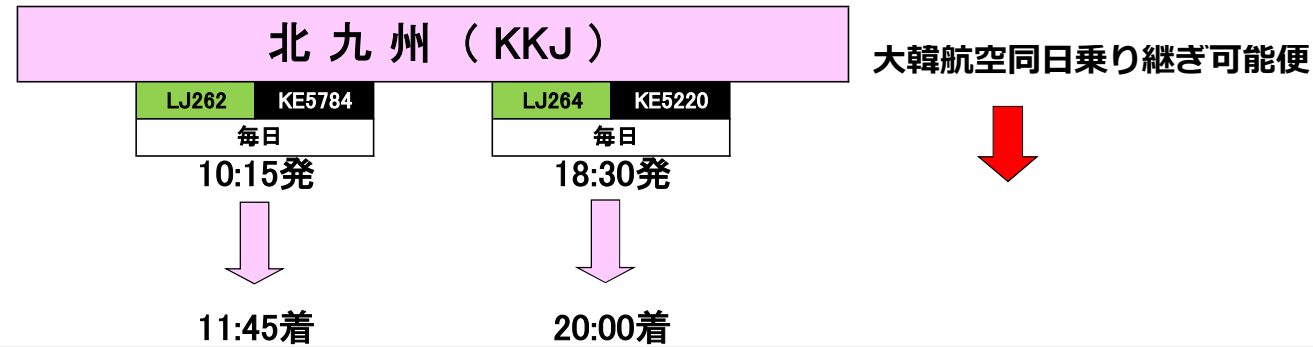 北九州（KKJ）
大韓航空同日乗り継ぎ可能便
LJ262 KE5784
毎日
10:15発
11:45着
LJ264 KE5220
毎日
18:30発
20:00着